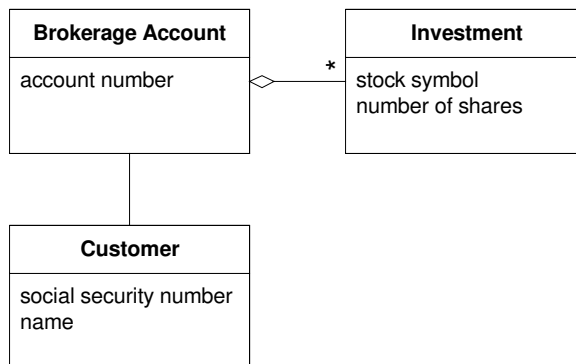 Brokerage Account
account number
*
Investment
stock symbol
number of shares
Customer
social security number
name